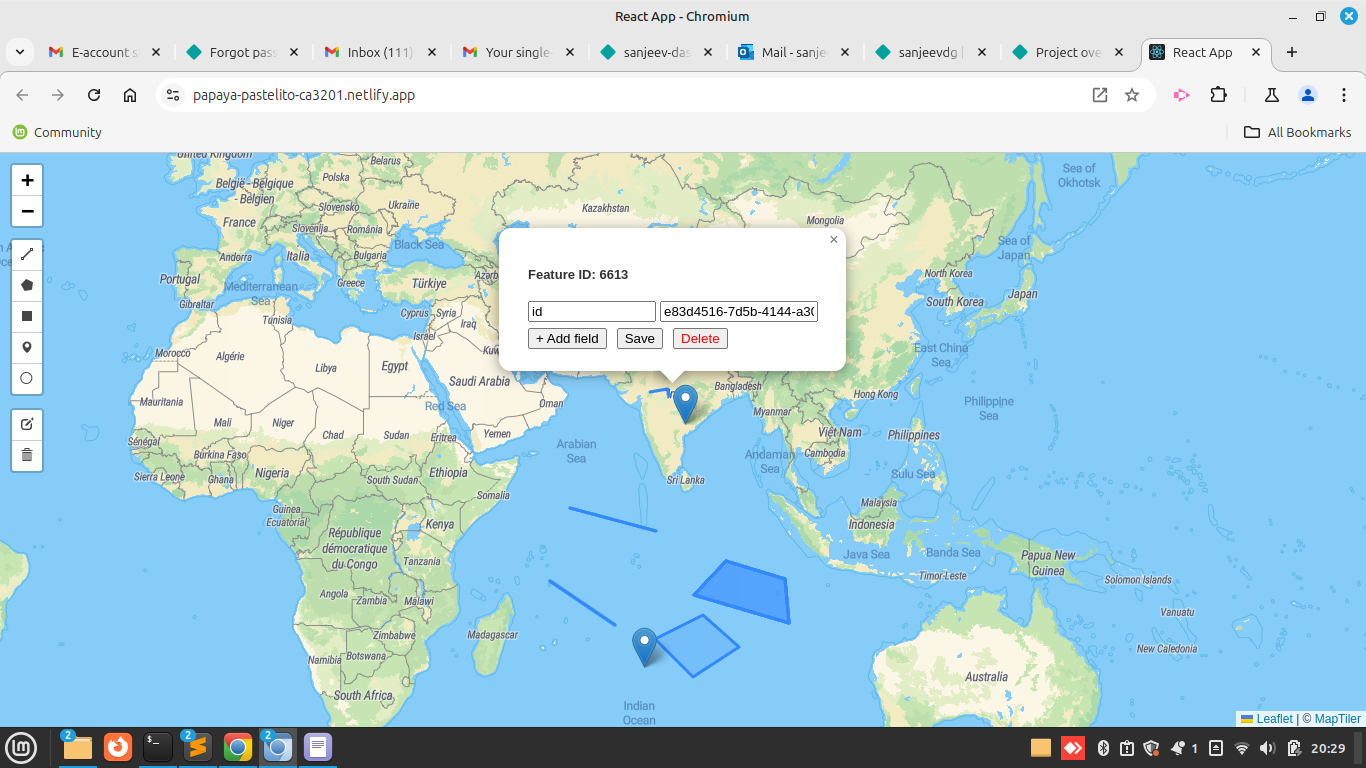 React App - Chromium
E-account s
Forgot pass
Inbox (111)
Your single-
sanjeev-das
Mail - sanje
sanjeevdg |
Project ove
React App
papaya-pastelito-ca3201.netlify.app
Community
All Bookmarks
United Kingdom
Belarus
Sea of
Okhotsk
België - Belgique
- Belgien
Polska
Ukraine
Kazakhstan
Slovensko
France
Mongolia
Slovenija
România
Black Sea
Sea of
Japan
Andorra
Italia
Bulgaria
Portugal
Greece
Türkiye
North Korea
Gibraltar
Mediterranean
Sea
Syria
Iraq
South Korea
Japan
Tunisia
Israel
Morocco
Algérie
Libya
Egypt
East China
Sea
Saudi Arabia
Bangladesh
Hong Kong
Mauritania
Red Sea
Oman
Myanmar
Philippine
Sea
Mali
Niger
Chad
Sudan
Eritrea
Yemen
Arabian
Sea
Việt Nam
Philippines
Sénégal
Burkina Faso
Andaman
Sea
Cambodia
Sierra Leone
Ghana
Nigeria
South Sudan
Ethiopia
Sri Lanka
Sulu Sea
Somalia
Guinea
Ecuatorial
Malaysia
Kenya
Indonesia
République
démocratique
du Congo
Java Sea
Banda Sea
Papua New
Guinea
Tanzania
Timor-Leste
Solomon Islands
Angola
Zambia
Malawi
Vanuatu
Zimbabwe
Madagascar
Namibia
Botswana
New Caledonia
Australia
South Africa
Indian
Ocean
+
−
×
Feature ID: 6613
id
e83d4516-7d5b-4144-a3
+ Add field
Save
Delete
Leaflet | © MapTiler
2
2
2
1
20:29